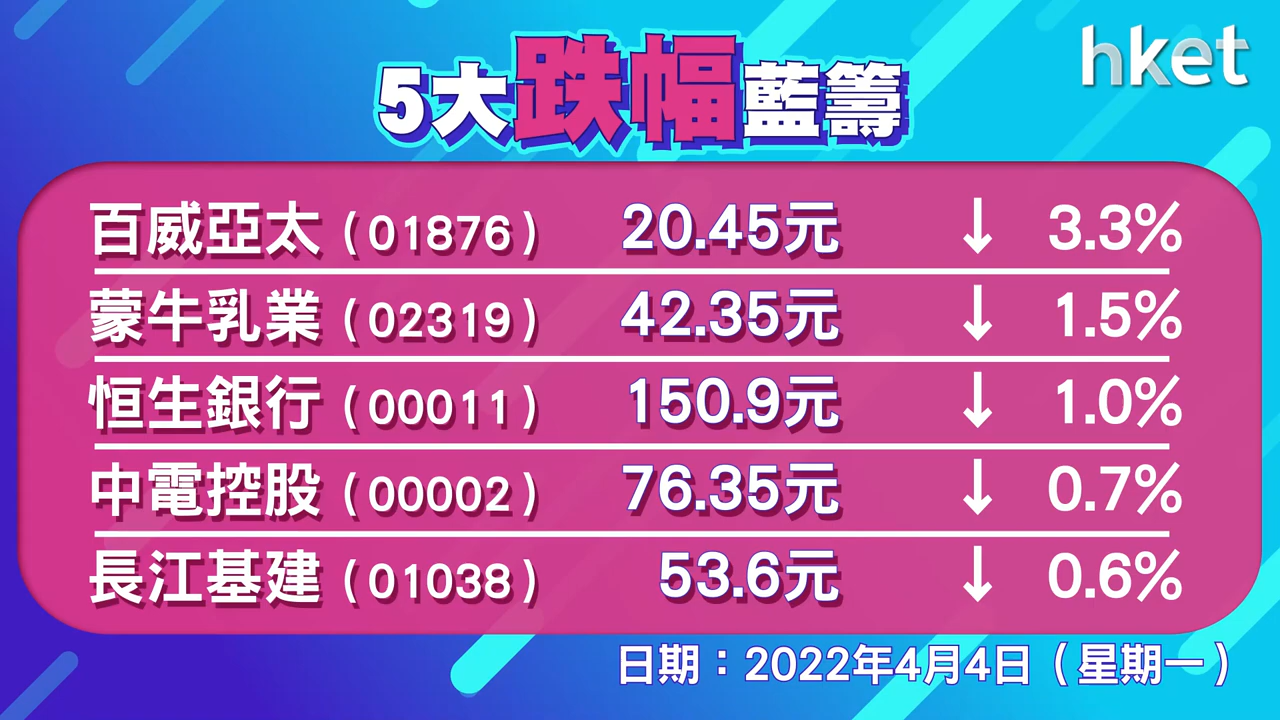 hket
5大跌幅藍籌
百威亞太（01876） 20.45元 ↓ 3.3%
蒙牛乳業（02319） 42.35元 ↓ 1.5%
恒生銀行（00011） 150.9元 ↓ 1.0%
中電控股（00002） 76.35元 ↓ 0.7%
長江基建（01038） 53.6元 ↓ 0.6%
日期：2022年4月4日（星期一）